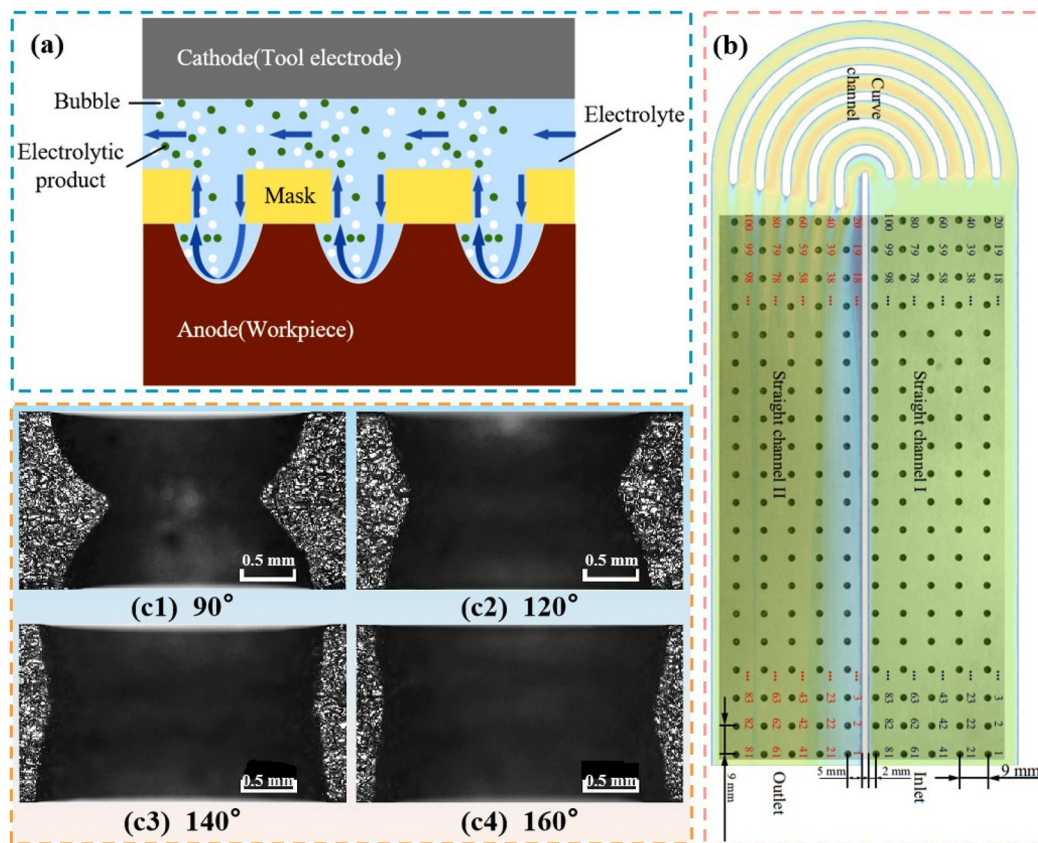 (a)
Cathode(Tool electrode)
Bubble
Electrolyte
Electrolytic
product
Mask
Anode(Workpiece)
(b)
Curve
channel
100 80 60 40 20 100 80 60 40 20
99 79 59 39 19 99 79 59 39 19
98 78 58 38 18 98 78 58 38 18
... ... ... ... ... ... ... ... ... ...
Straight channel II
Straight channel I
... ... ... ... ... ... ... ... ... ...
83 63 43 23 3 83 63 43 23 3
82 62 42 22 2 82 62 42 22 2
81 61 41 21 1 81 61 41 21 1
9 mm
Outlet
5 mm
2 mm
Inlet
9 mm
0.5 mm
0.5 mm
(c1) 90°
(c2) 120°
0.5 mm
0.5 mm
(c3) 140°
(c4) 160°